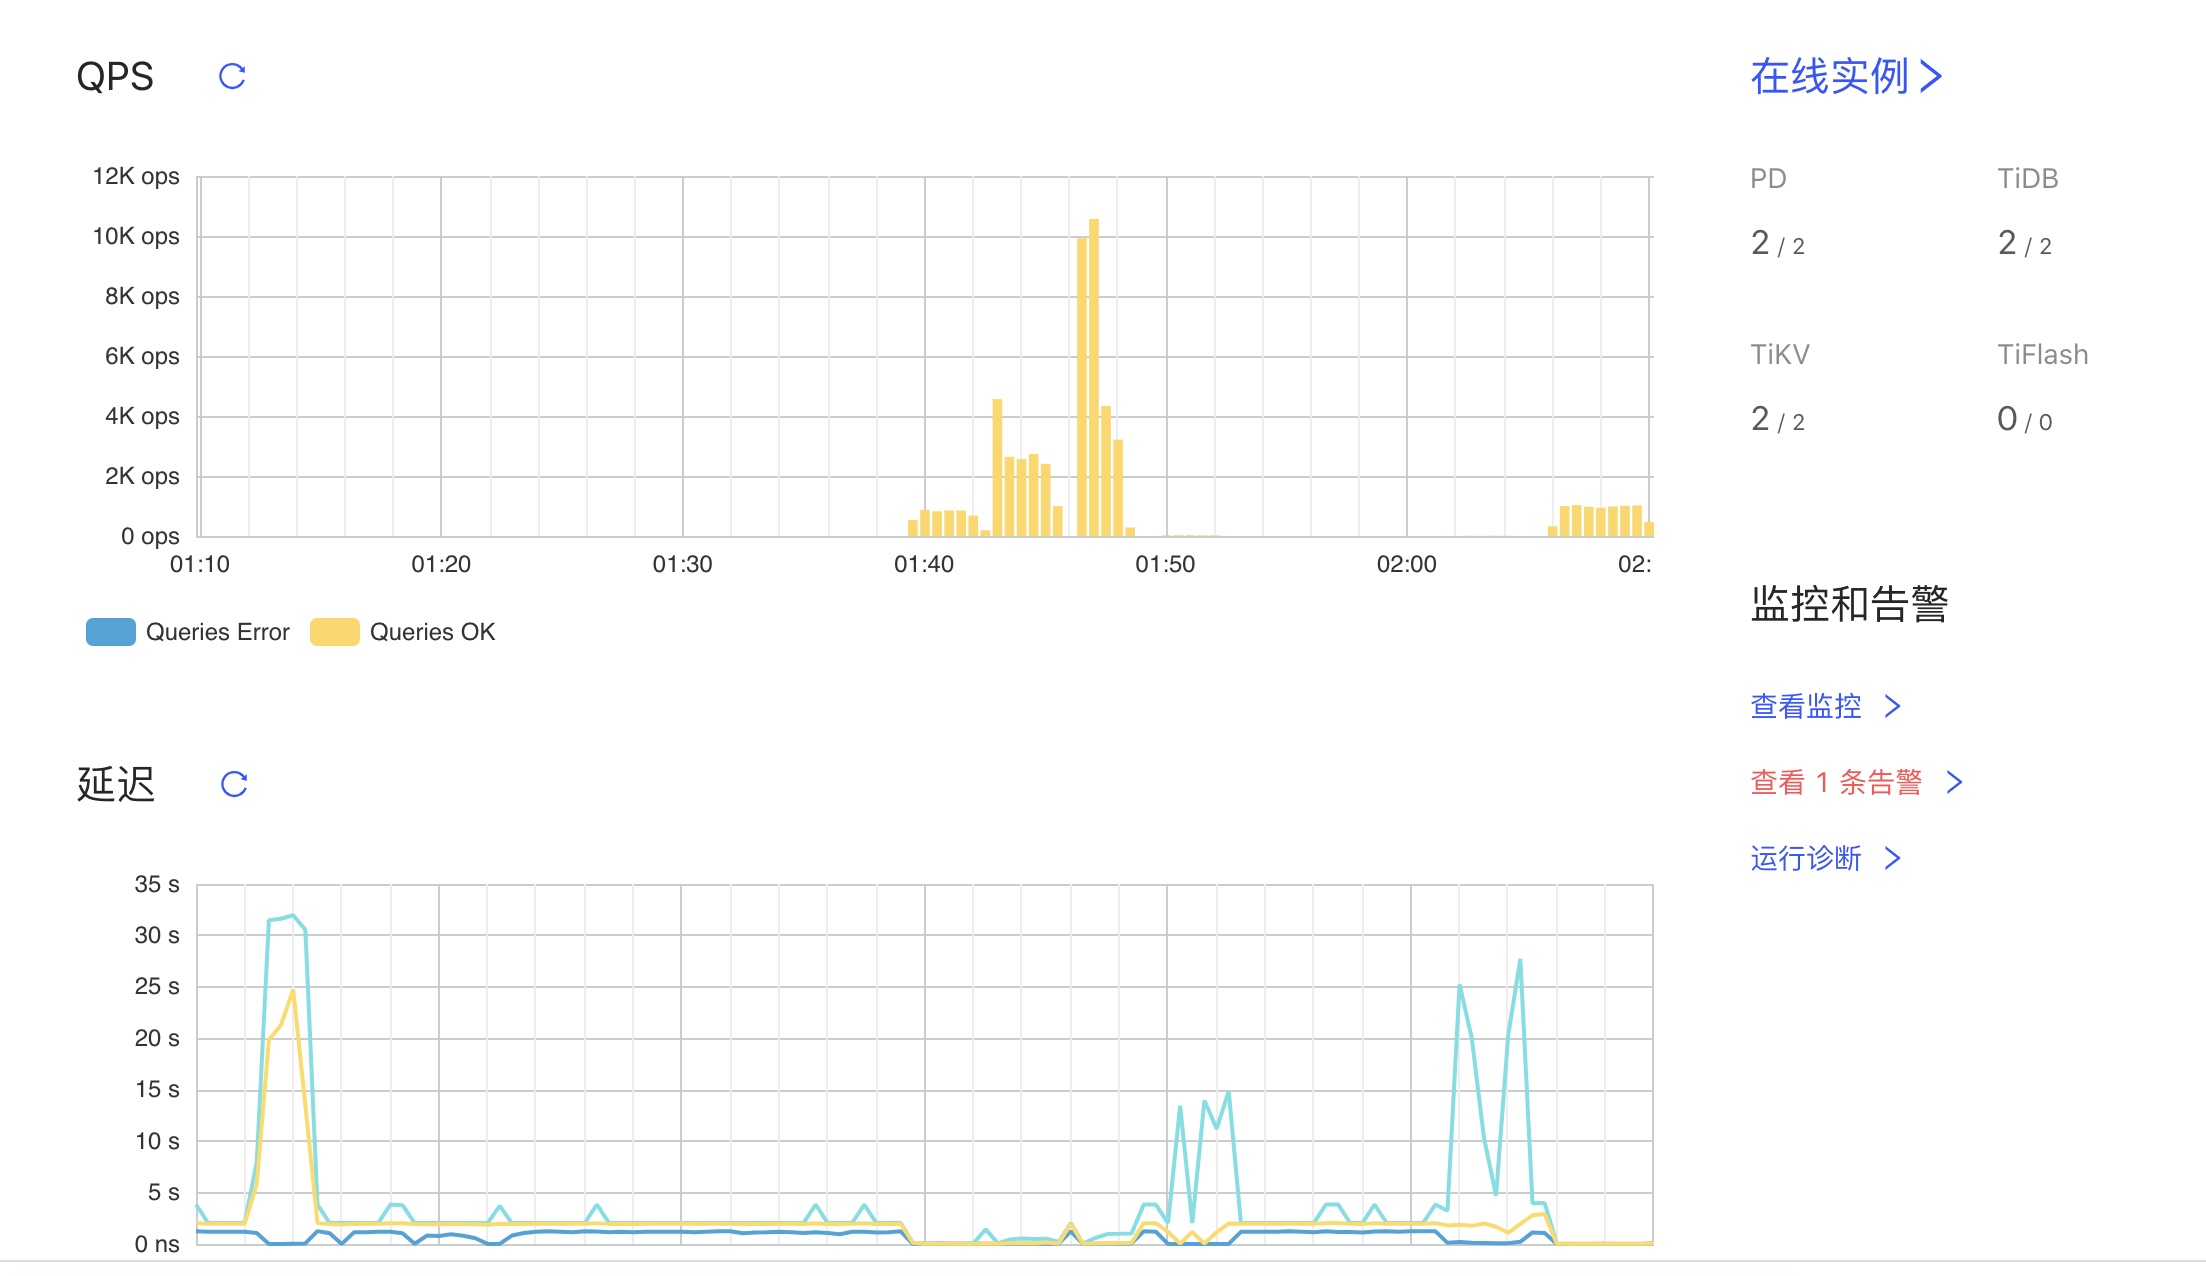 QPS
12K ops
10K ops
8K ops
6K ops
4K ops
2K ops
0 ops
01:10 01:20 01:30 01:40 01:50 02:00 02:
Queries Error Queries OK
延迟
35 s
30 s
25 s
20 s
15 s
10 s
5 s
0 ns
在线实例
PD TiDB
2 / 2 2 / 2
TiKV TiFlash
2 / 2 0 / 0
监控和告警
查看监控
查看 1 条告警
运行诊断